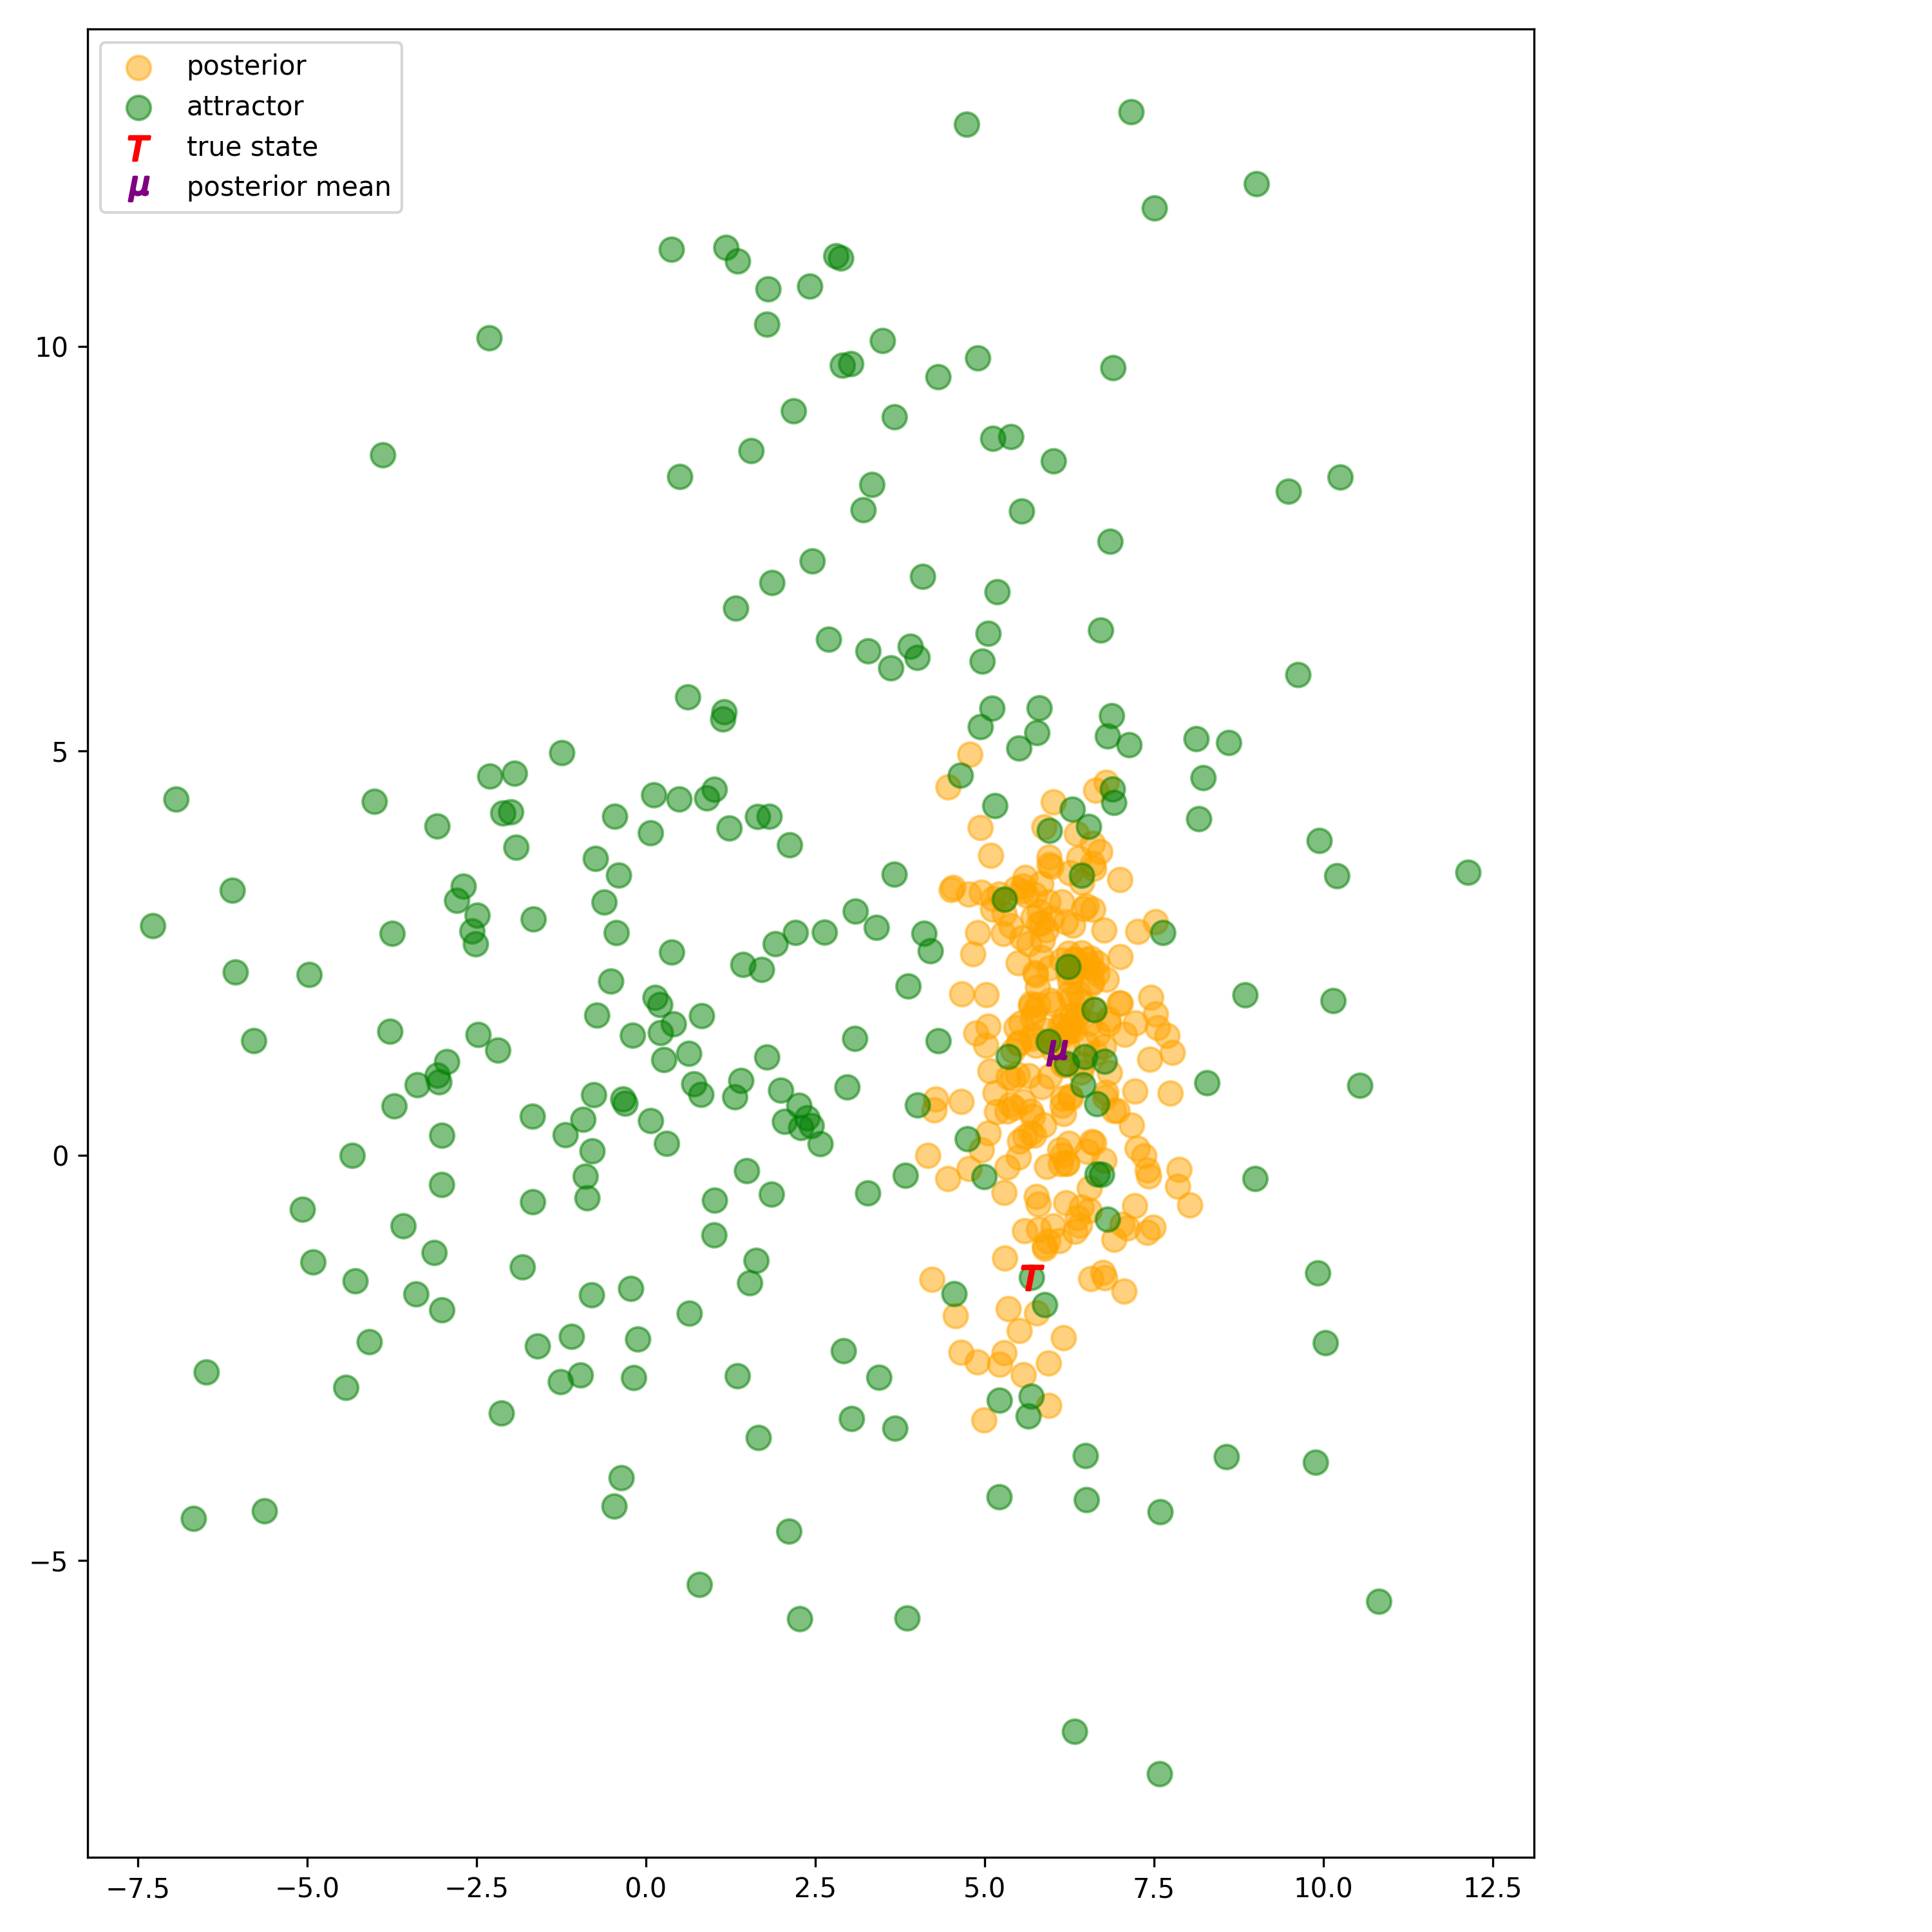 posterior
attractor
T true state
μ posterior mean
10
5
0
−5
μ
T
−7.5 −5.0 −2.5 0.0 2.5 5.0 7.5 10.0 12.5